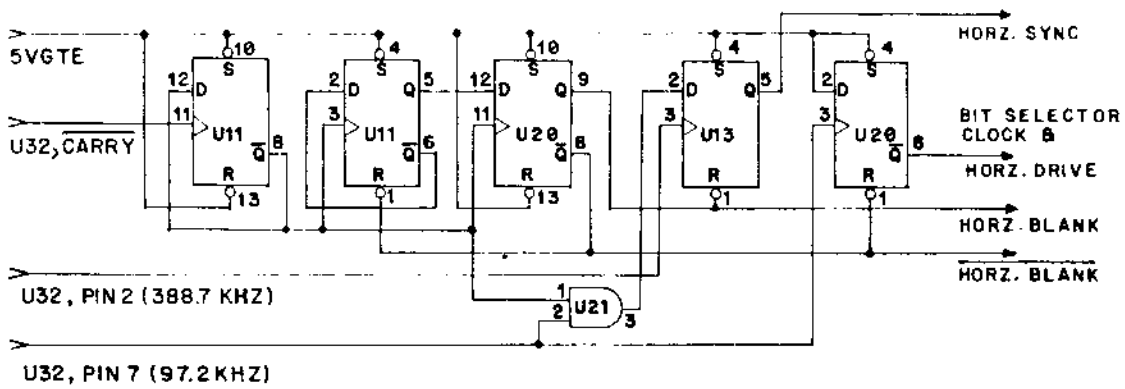 HORZ. SYNC
5VGTE
10 4 10 4 4
S S S S S
12 D 2 D Q 5 12 D Q 9 2 D Q 5 2 D
11 U11 3 U11 U20 3 U13 3 U20
BIT SELECTOR
CLOCK &
HORZ. DRIVE
U32, CARRY
Q 8 Q 6 Q 8 Q 6
R R R R R
13 1 13 1 1
HORZ. BLANK
HORZ. BLANK
U32, PIN 2 (388.7 KHZ)
1
2 U21 3
U32, PIN 7 (97.2 KHZ)